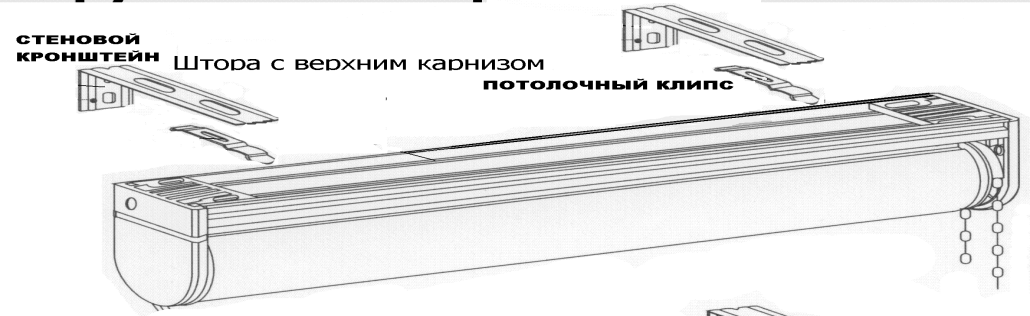 СТЕНОВОЙ
КРОНШТЕЙН
Штора с верхним карнизом
ПОТОЛОЧНЫЙ КЛИПС